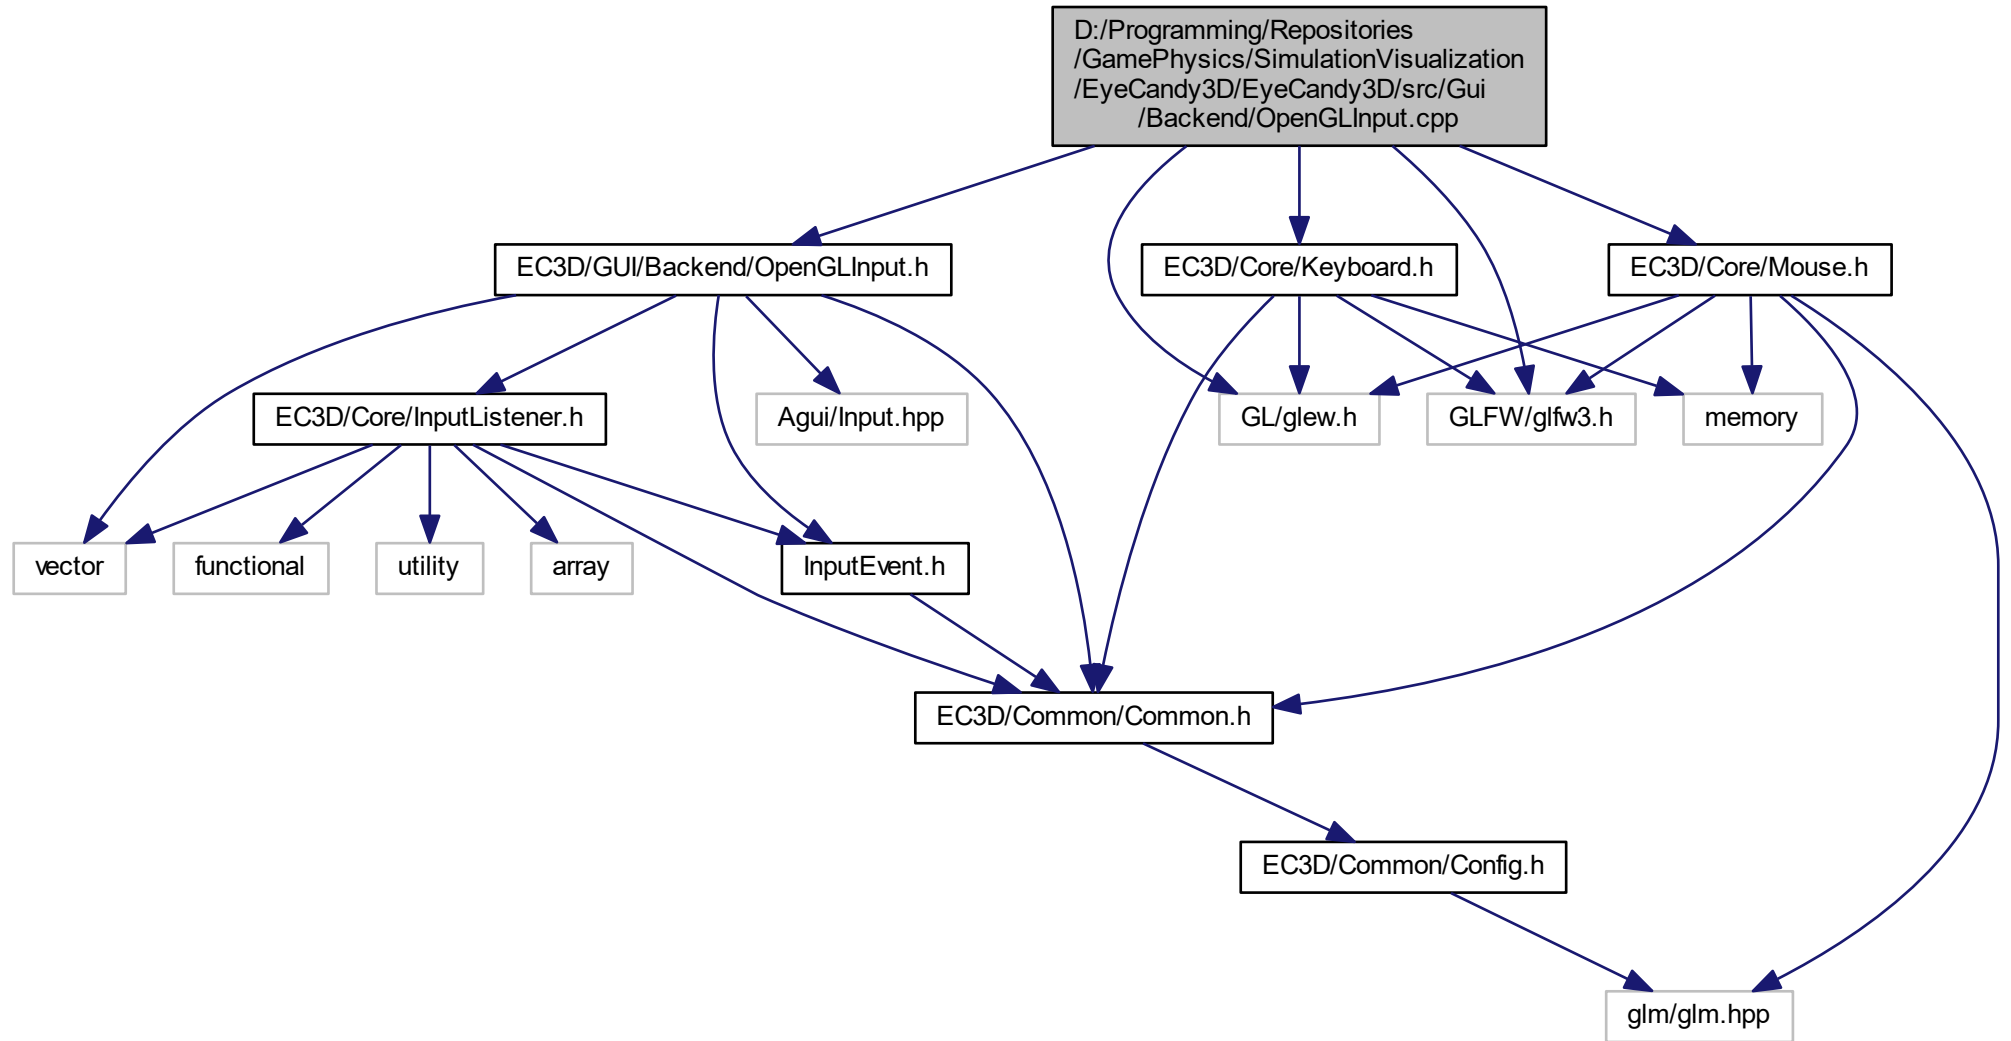 D:/Programming/Repositories
/GamePhysics/SimulationVisualization
/EyeCandy3D/EyeCandy3D/src/Gui
/Backend/OpenGLInput.cpp
EC3D/GUI/Backend/OpenGLInput.h
EC3D/Core/Keyboard.h
EC3D/Core/Mouse.h
EC3D/Core/InputListener.h
Agui/Input.hpp
GL/glew.h
GLFW/glfw3.h
memory
vector
functional
utility
array
InputEvent.h
EC3D/Common/Common.h
EC3D/Common/Config.h
glm/glm.hpp